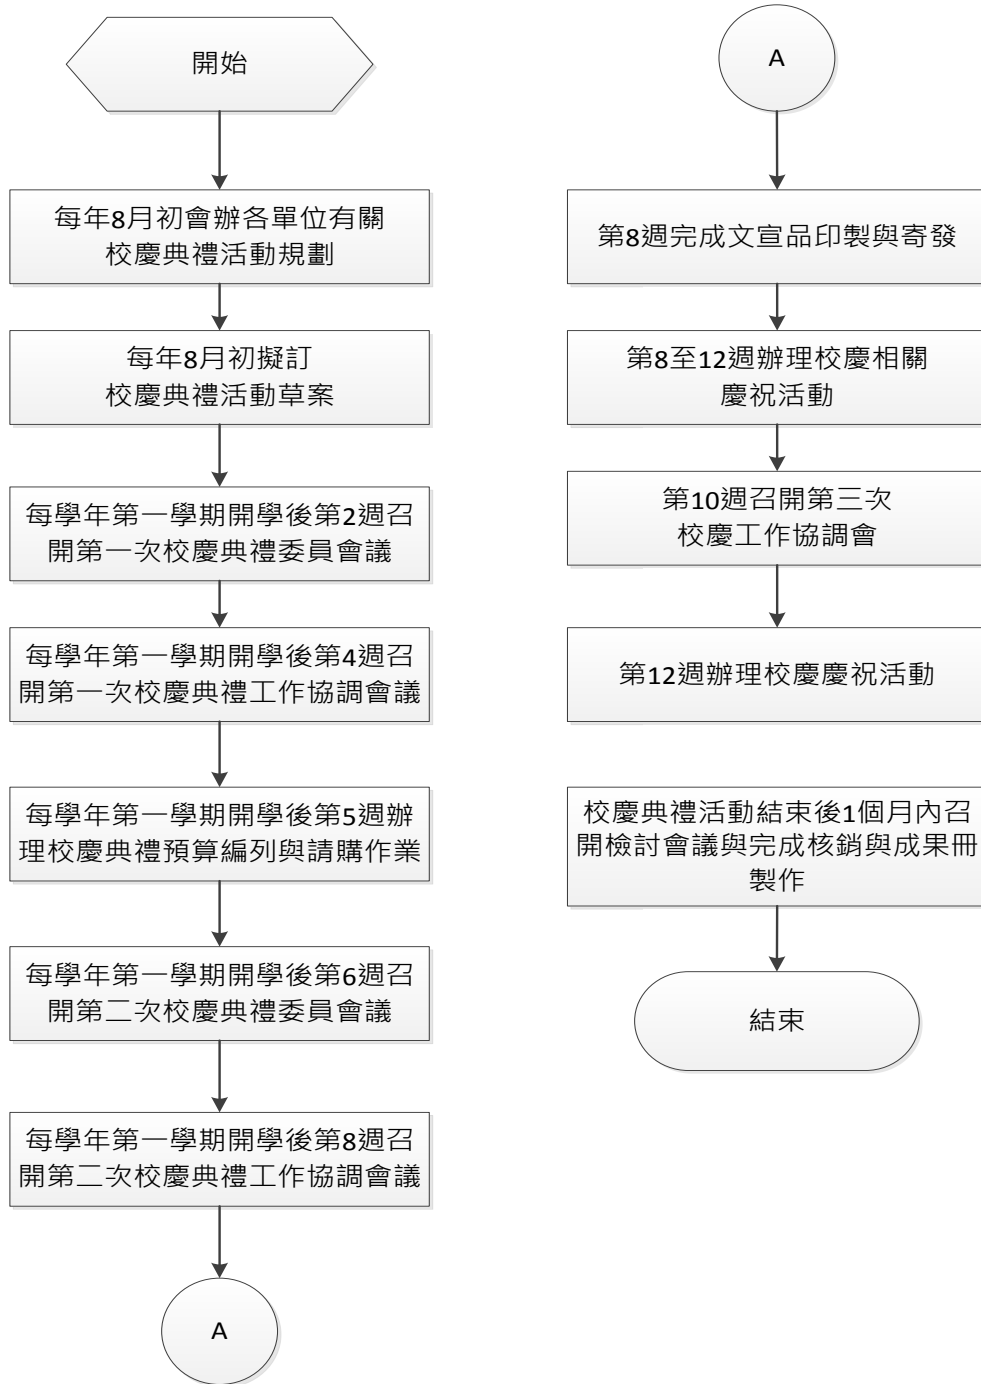 開始
每年8月初會辦各單位有關
校慶典禮活動規劃
每年8月初擬訂
校慶典禮活動草案
每學年第一學期開學後第2週召
開第一次校慶典禮委員會議
每學年第一學期開學後第4週召
開第一次校慶典禮工作協調會議
每學年第一學期開學後第5週辦
理校慶典禮預算編列與請購作業
每學年第一學期開學後第6週召
開第二次校慶典禮委員會議
每學年第一學期開學後第8週召
開第二次校慶典禮工作協調會議
A
A
第8週完成文宣品印製與寄發
第8至12週辦理校慶相關
慶祝活動
第10週召開第三次
校慶工作協調會
第12週辦理校慶慶祝活動
校慶典禮活動結束後1個月內召
開檢討會議與完成核銷與成果冊
製作
結束